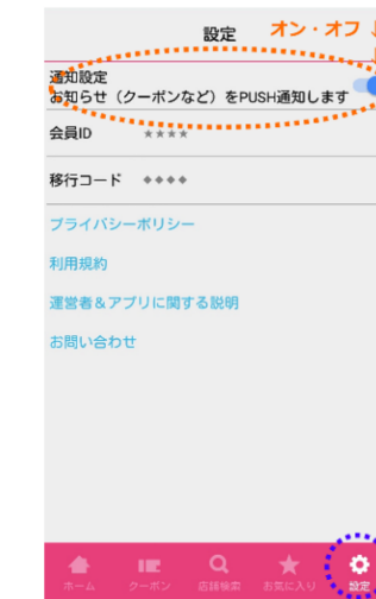 設定
オン・オフ
通知設定
お知らせ（クーポンなど）をPUSH通知します
会員ID ****
移行コード ◆◆◆◆
プライバシーポリシー
利用規約
運営者＆アプリに関する説明
お問い合わせ
ホーム クーポン 店舗検索 お気に入り 設定